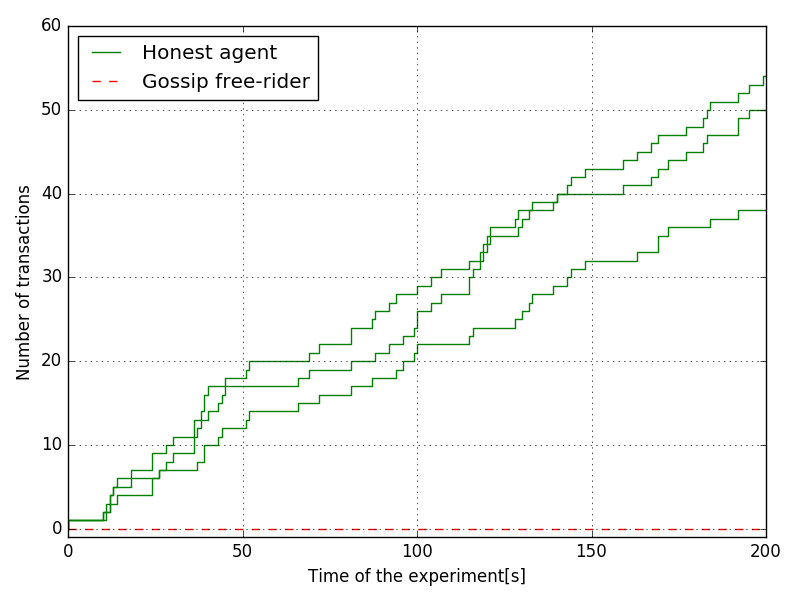 60
50
40
30
20
10
0
Number of transactions
Honest agent
Gossip free-rider
0 50 100 150 200
Time of the experiment[s]